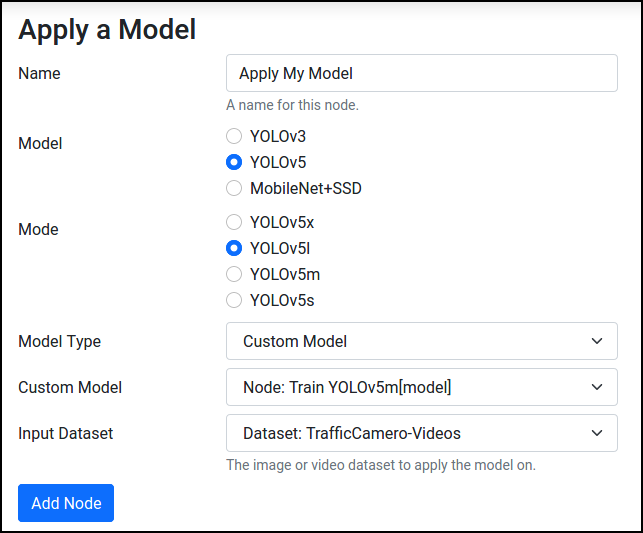 Apply a Model
Name
Apply My Model
A name for this node.
Model
YOLOv3
YOLOv5
MobileNet+SSD
Mode
YOLOv5x
YOLOv5l
YOLOv5m
YOLOv5s
Model Type
Custom Model
Custom Model
Node: Train YOLOv5m[model]
Input Dataset
Dataset: TrafficCamero-Videos
The image or video dataset to apply the model on.
Add Node